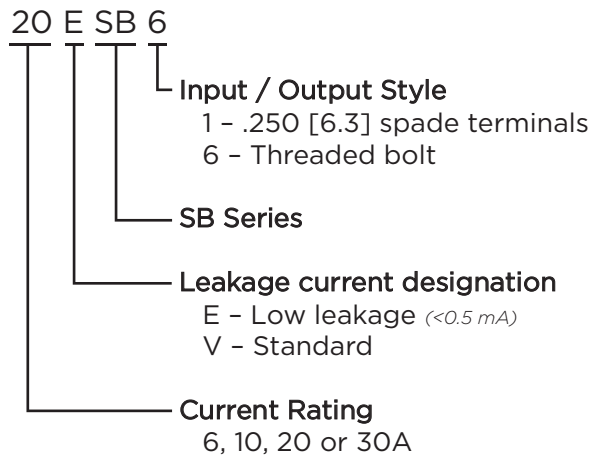 20 E SB 6
Input / Output Style
1 – .250 [6.3] spade terminals
6 – Threaded bolt
SB Series
Leakage current designation
E – Low leakage (<0.5 mA)
V – Standard
Current Rating
6, 10, 20 or 30A